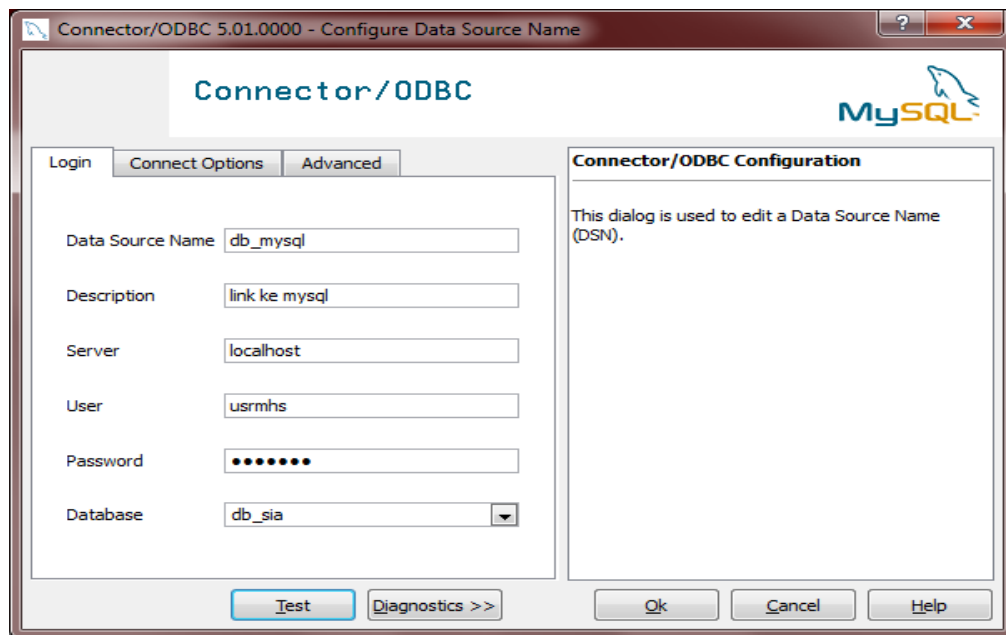 Connector/ODBC 5.01.0000 - Configure Data Source Name
?
Connector/ODBC
MySQL
Login
Connect Options
Advanced
Data Source Name
db_mysql
Description
link ke mysql
Server
localhost
User
usrmhs
Password
•••••••
Database
db_sia
Connector/ODBC Configuration
This dialog is used to edit a Data Source Name
(DSN).
Test
Diagnostics >>
Ok
Cancel
Help